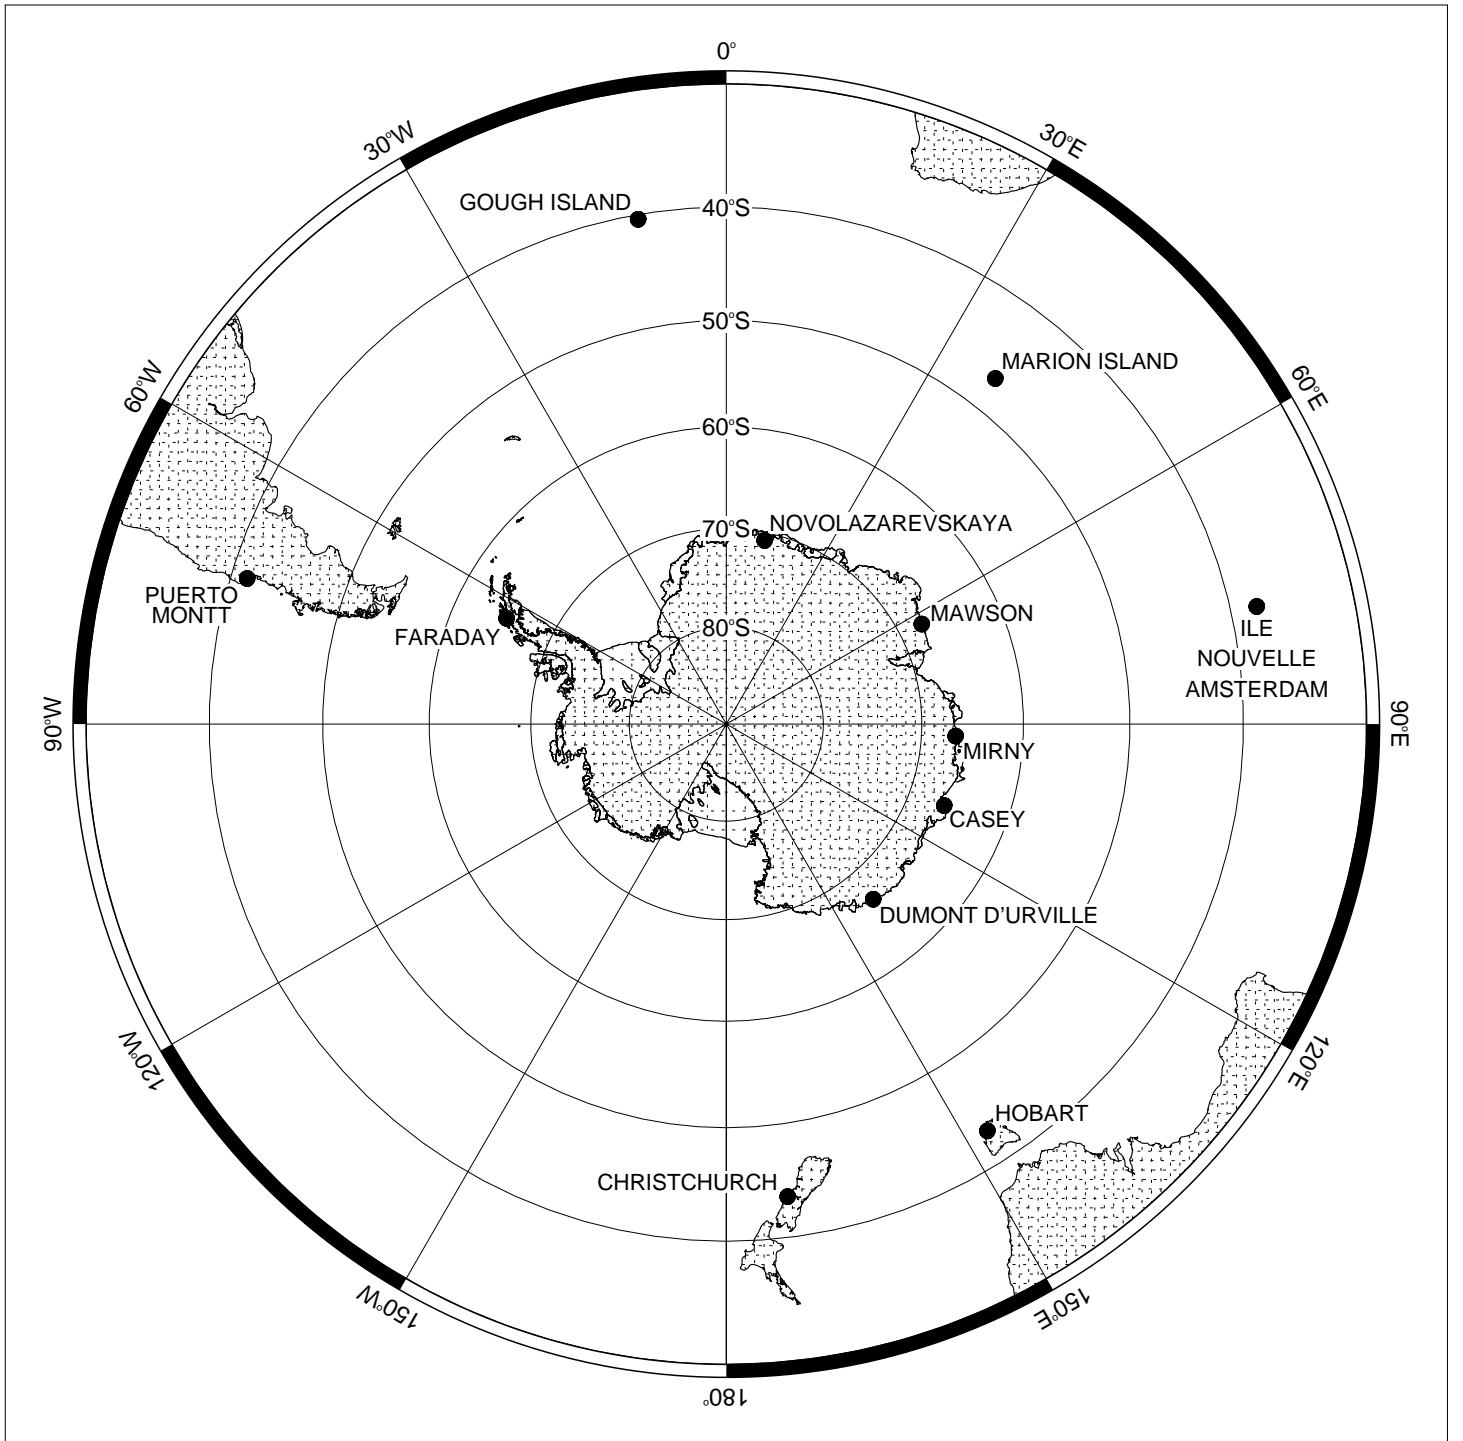 0°
30°W
30°E
GOUGH ISLAND
40°S
50°S
MARION ISLAND
60°W
60°E
60°S
70°S
NOVOLAZAREVSKAYA
PUERTO
MONTT
FARADAY
80°S
MAWSON
ILE
NOUVELLE
AMSTERDAM
90°W
90°E
MIRNY
CASEY
DUMONT D'URVILLE
120°W
120°E
HOBART
CHRISTCHURCH
150°W
150°E
180°